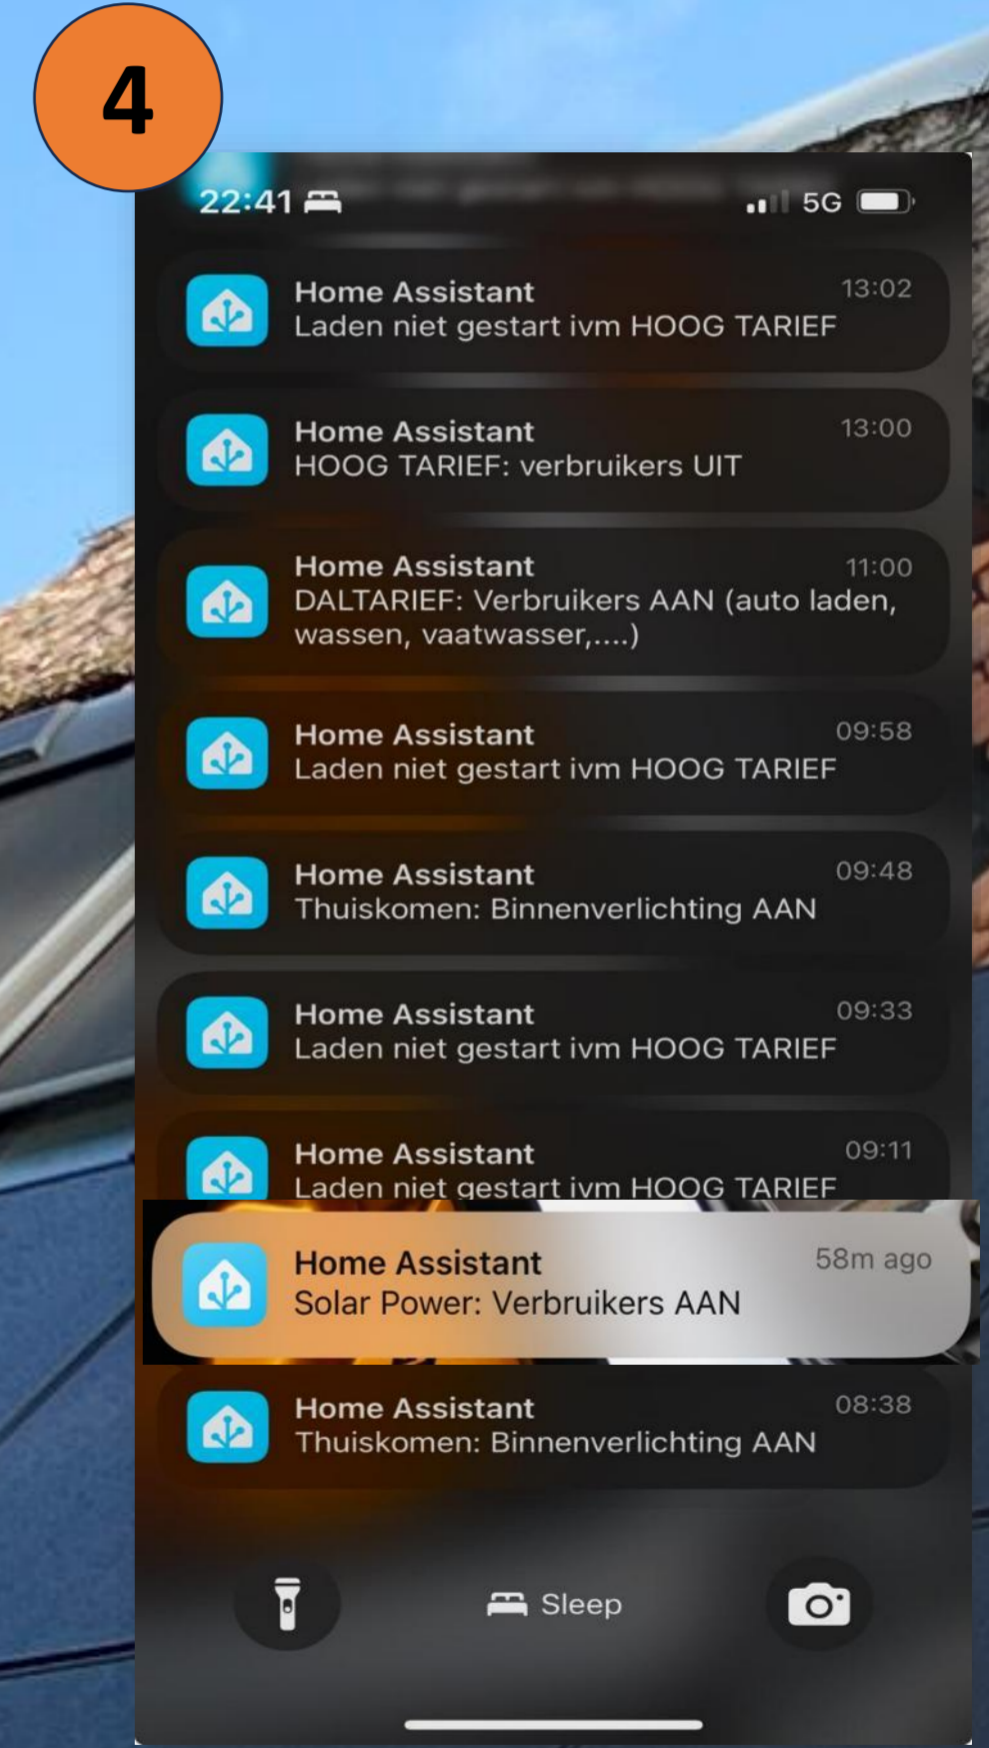 4
22:41
5G
Home Assistant 13:02
Laden niet gestart ivm HOOG TARIEF
Home Assistant 13:00
HOOG TARIEF: verbruikers UIT
Home Assistant 11:00
DALTARIEF: Verbruikers AAN (auto laden,
wassen, vaatwasser,....)
Home Assistant 09:58
Laden niet gestart ivm HOOG TARIEF
Home Assistant 09:48
Thuiskomen: Binnenverlichting AAN
Home Assistant 09:33
Laden niet gestart ivm HOOG TARIEF
Home Assistant 09:11
Laden niet gestart ivm HOOG TARIEF
Home Assistant 58m ago
Solar Power: Verbruikers AAN
Home Assistant 08:38
Thuiskomen: Binnenverlichting AAN
Sleep